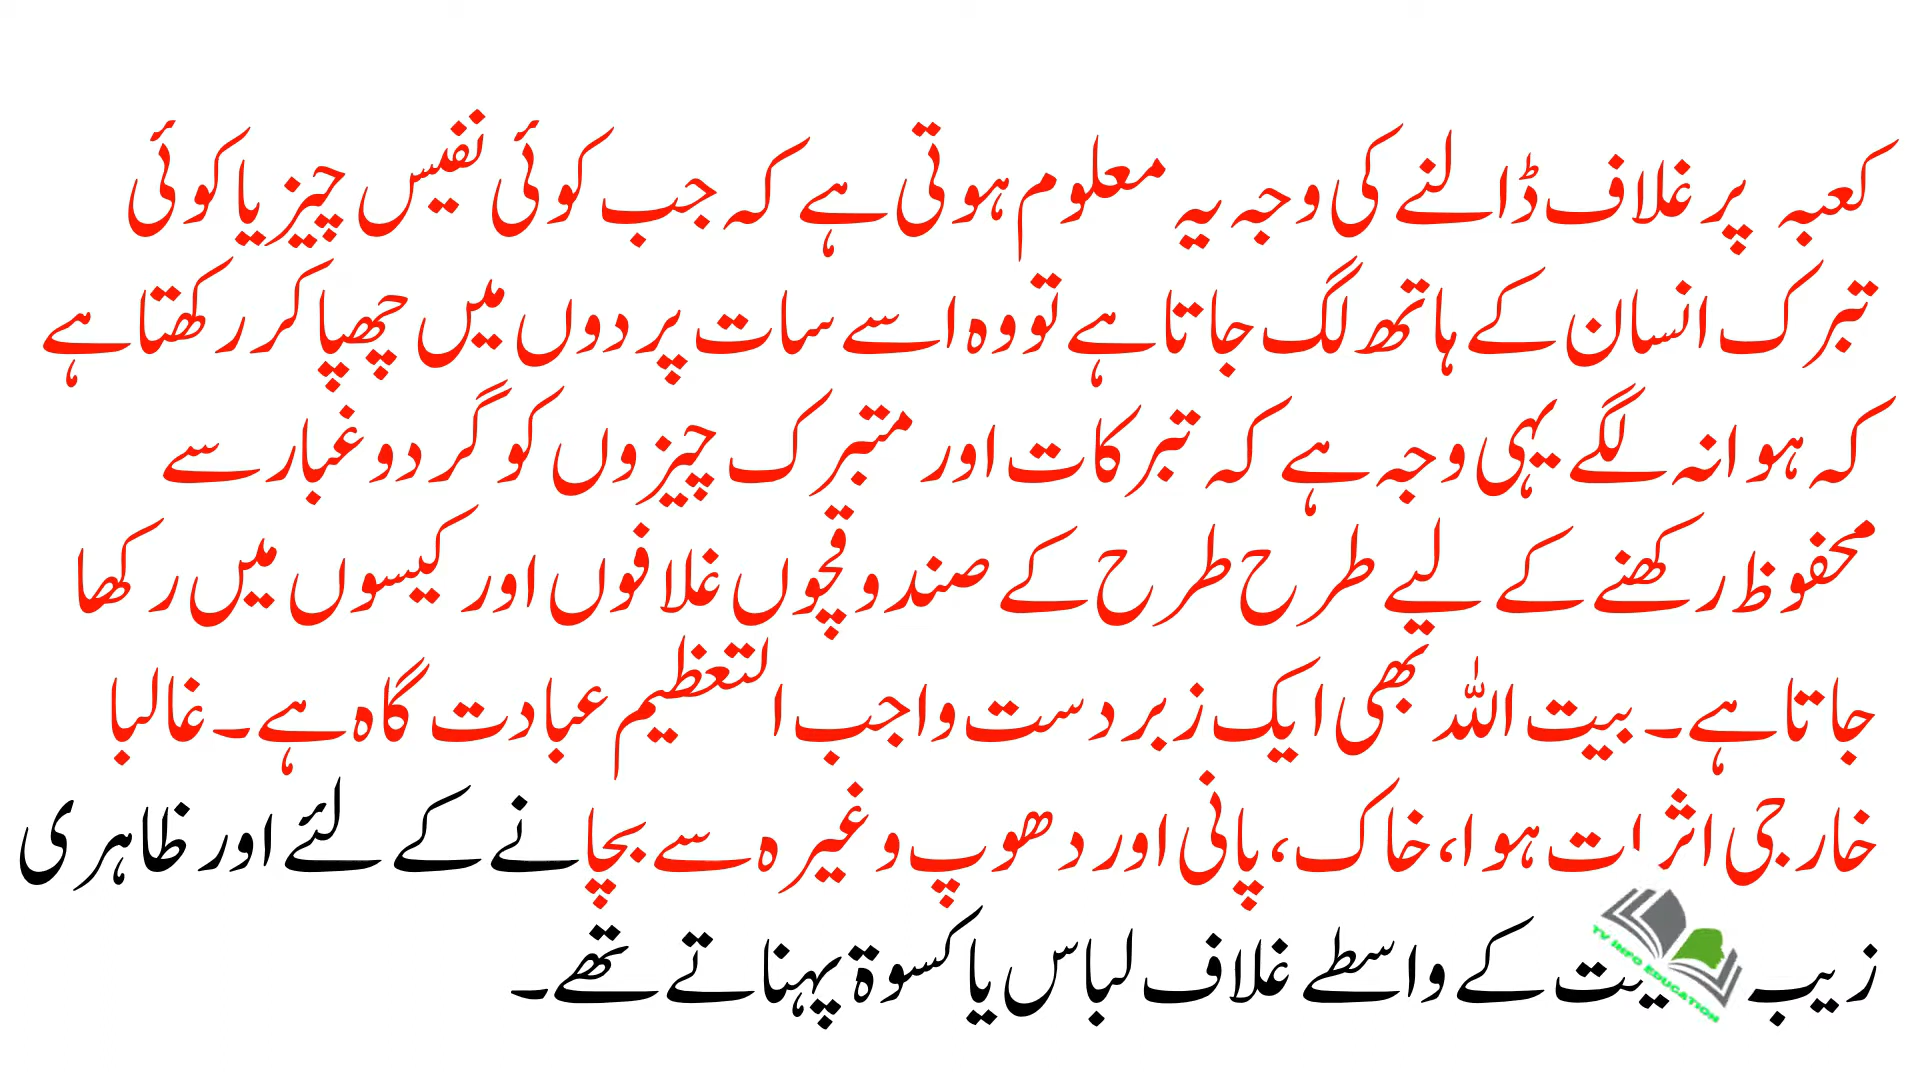 کعبہ پر غلاف ڈالنے کی وجہ یہ معلوم ہوتی ہے کہ جب کوئی نفیس چیز یا کوئی
تبرک انسان کے ہاتھ لگ جاتا ہے تو وہ اسے سات پردوں میں چھپا کر رکھتا ہے
کہ ہوا نہ لگے یہی وجہ ہے کہ تبرکات اور متبرک چیزوں کو گرد و غبار سے
محفوظ رکھنے کے لیے طرح طرح کے صندوقچوں غلافوں اور کیسوں میں رکھا
جاتا ہے۔ بیت اللہ بھی ایک زبردست واجب التعظیم عبادت گاہ ہے۔ غالبا
خارجی اثرات ہوا، خاک، پانی اور دھوپ وغیرہ سے بچانے کے لئے اور ظاہری
زیب کے واسطے غلاف لباس یا کسوۃ پہناتے تھے۔
TV INFO EDUCATION